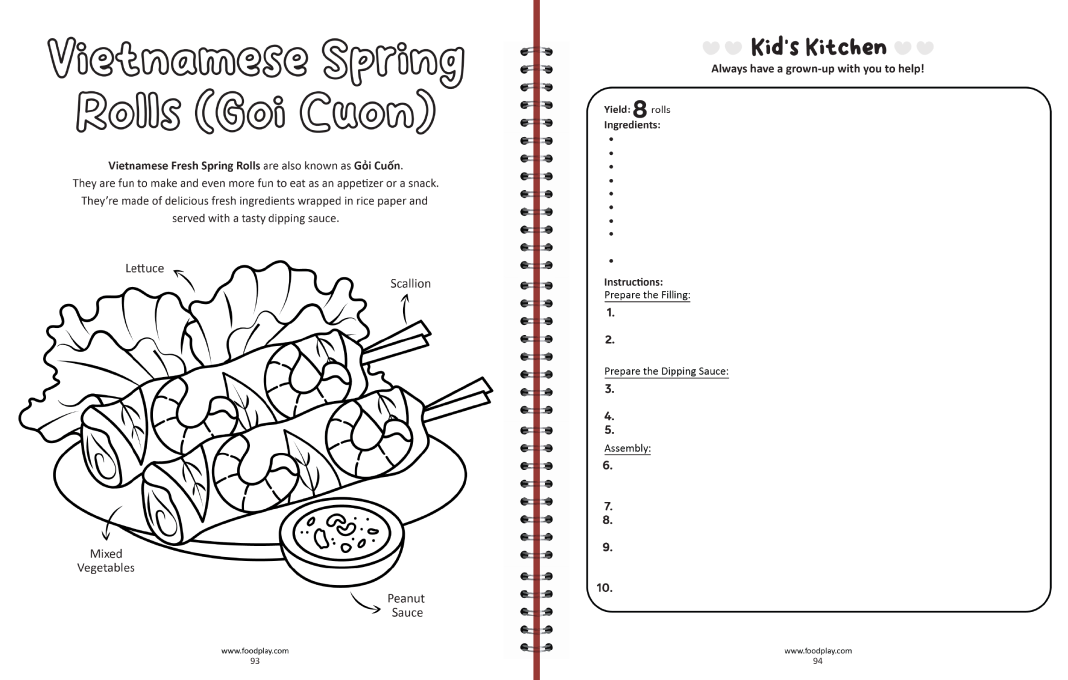 Vietnamese Spring
Rolls (Goi Cuon)
Vietnamese Fresh Spring Rolls are also known as Gỏi Cuốn.
They are fun to make and even more fun to eat as an appetizer or a snack.
They're made of delicious fresh ingredients wrapped in rice paper and
served with a tasty dipping sauce.
Lettuce
Scallion
Mixed
Vegetables
Peanut
Sauce
www.foodplay.com
93
Kid's Kitchen
Always have a grown-up with you to help!
Yield: 8 rolls
Ingredients:
•
•
•
•
•
•
•
•
•
Instructions:
Prepare the Filling:
1.
2.
Prepare the Dipping Sauce:
3.
4.
5.
Assembly:
6.
7.
8.
9.
10.
www.foodplay.com
94